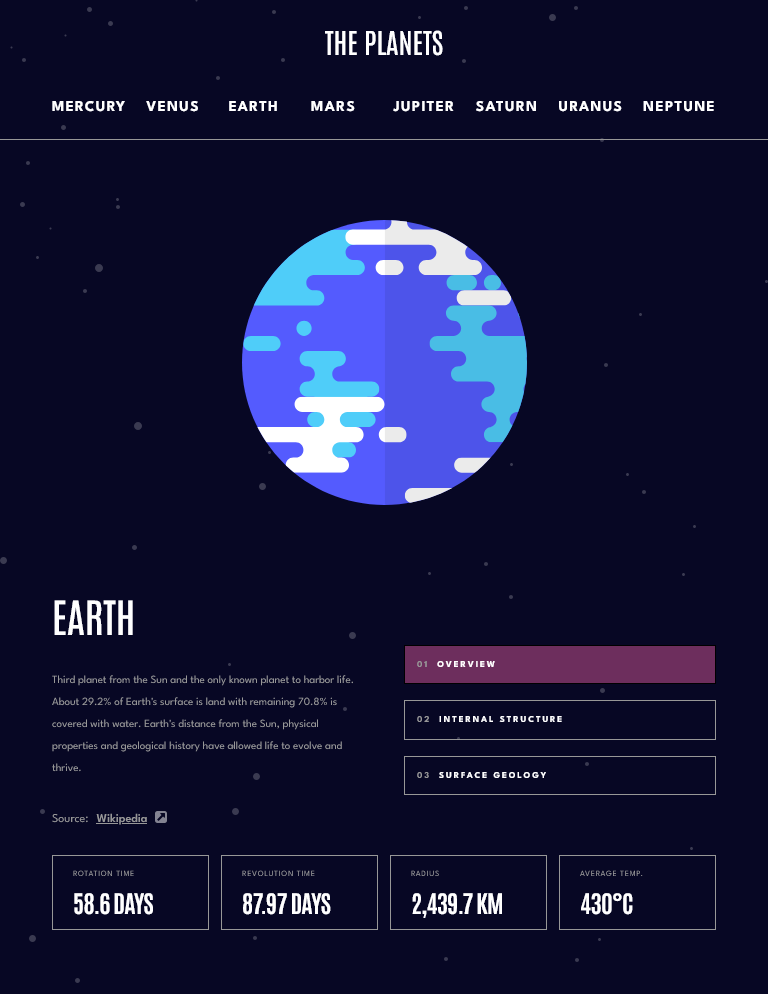 THE PLANETS
MERCURY VENUS EARTH MARS JUPITER SATURN URANUS NEPTUNE
EARTH
Third planet from the Sun and the only known planet to harbor life.
About 29.2% of Earth's surface is land with remaining 70.8% is
covered with water. Earth's distance from the Sun, physical
properties and geological history have allowed life to evolve and
thrive.
Source: Wikipedia
01 OVERVIEW
02 INTERNAL STRUCTURE
03 SURFACE GEOLOGY
ROTATION TIME
58.6 DAYS
REVOLUTION TIME
87.97 DAYS
RADIUS
2,439.7 KM
AVERAGE TEMP.
430°C